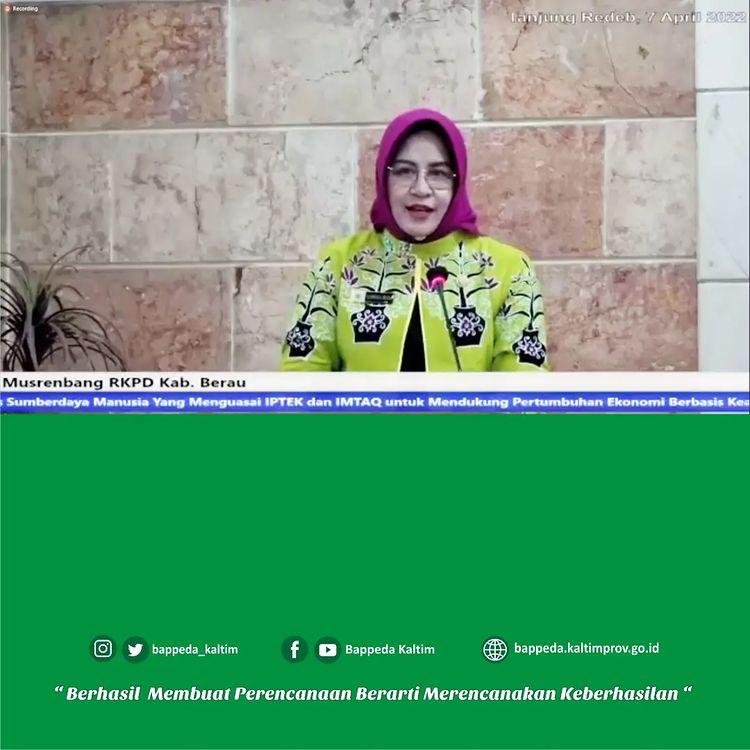 Recording
Tanjung Redeb, 7 April 2022
Musrenbang RKPD Kab. Berau
s Sumberdaya Manusia Yang Menguasai IPTEK dan IMTAQ untuk Mendukung Pertumbuhan Ekonomi Berbasis Kea
bappeda_kaltim
Bappeda Kaltim
bappeda.kaltimprov.go.id
“ Berhasil Membuat Perencanaan Berarti Merencanakan Keberhasilan “